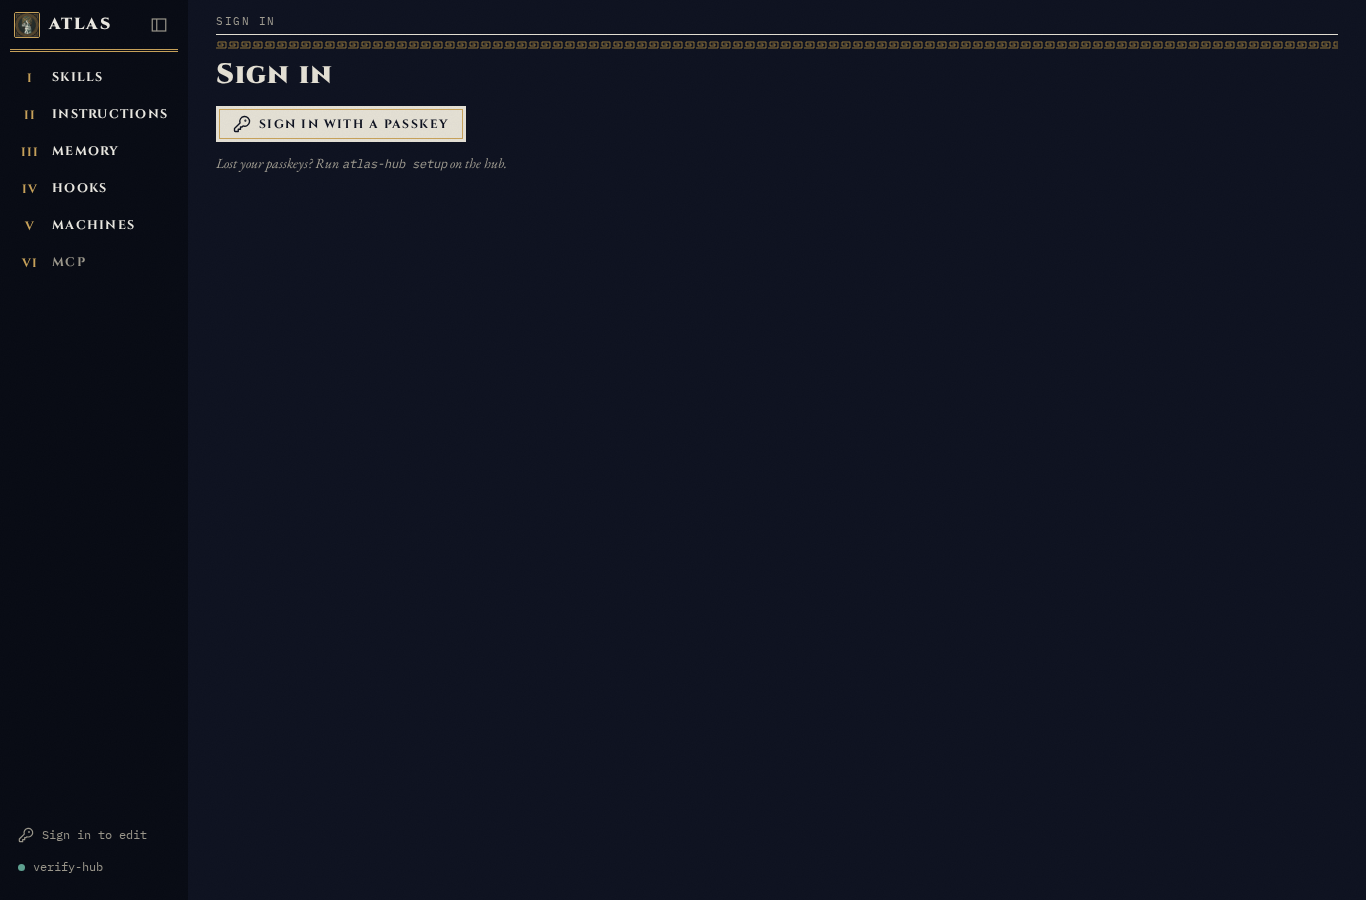 ATLAS
I SKILLS
II INSTRUCTIONS
III MEMORY
IV HOOKS
V MACHINES
VI MCP
Sign in to edit
verify-hub
SIGN IN
Sign in
SIGN IN WITH A PASSKEY
Lost your passkeys? Run atlas-hub setup on the hub.